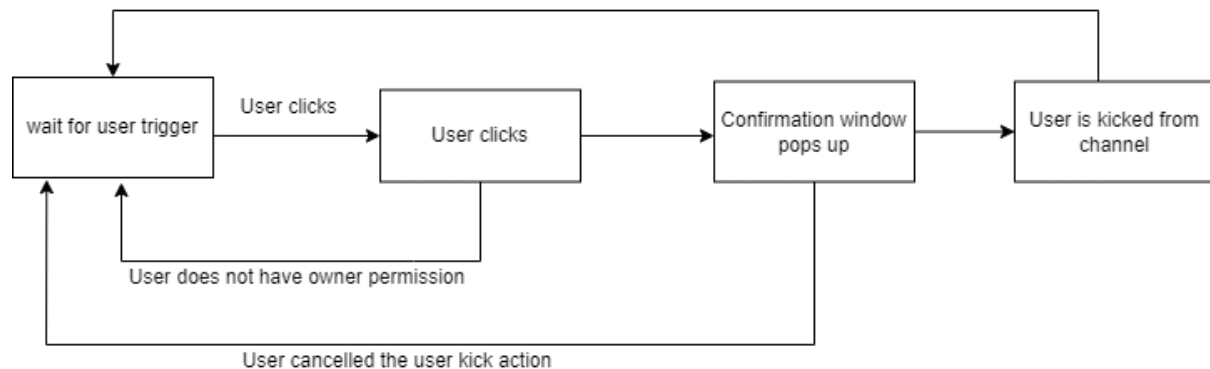 wait for user trigger
User clicks
User clicks
Confirmation window
pops up
User is kicked from
channel
User does not have owner permission
User cancelled the user kick action